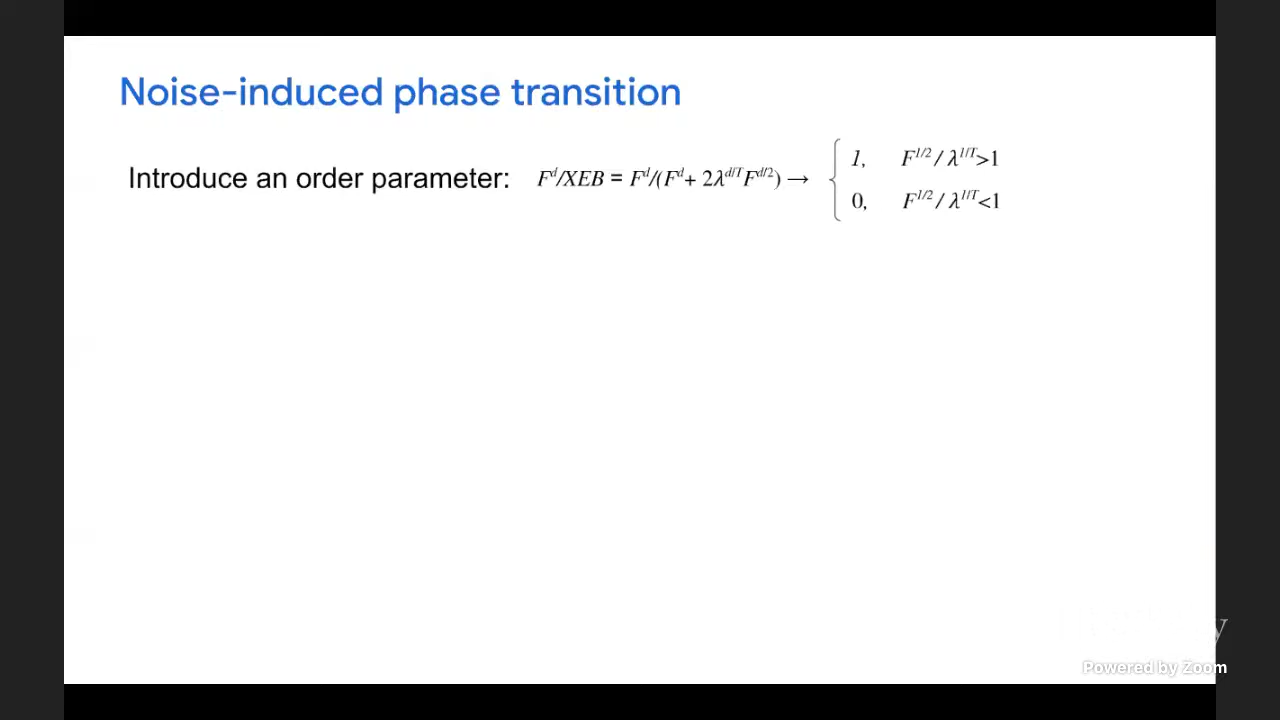 Noise-induced phase transition
Introduce an order parameter: F^d/XEB = F^d/(F^d + 2λ^{d/T}F^{d/2}) → { 1, F^{1/2} / λ^{1/T}>1
0, F^{1/2} / λ^{1/T}<1
y
Powered by Zoom